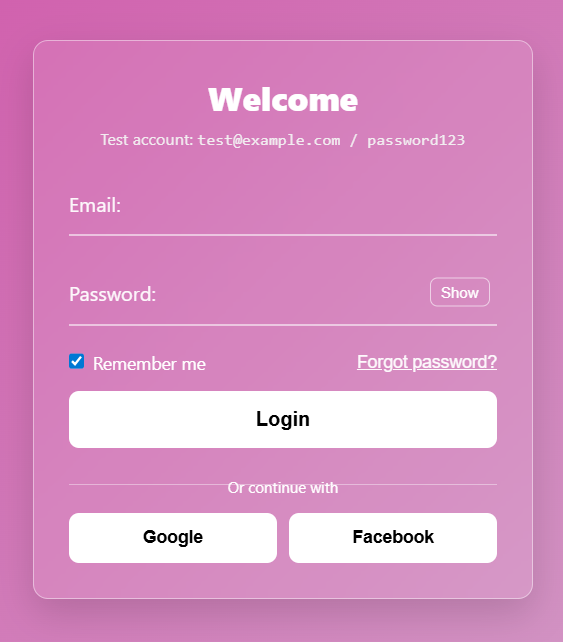 Welcome
Test account: test@example.com / password123
Email:
Password:
Show
Remember me
Forgot password?
Login
Or continue with
Google
Facebook